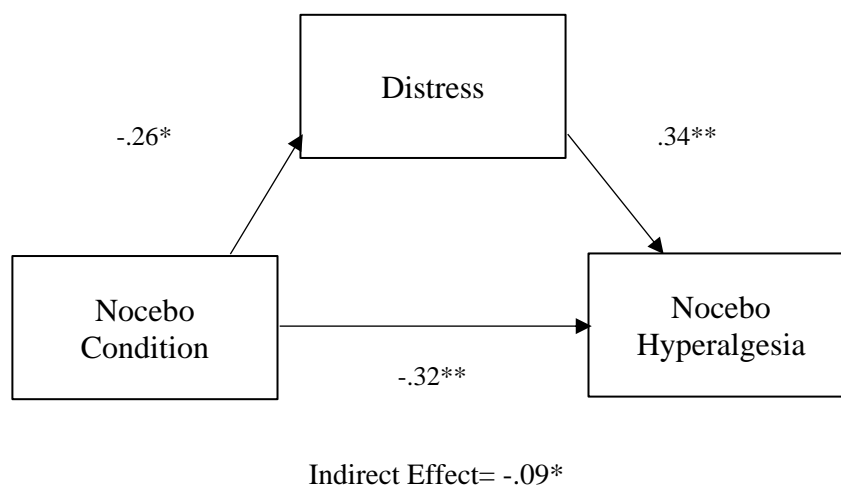 Distress
-.26*
.34**
Nocebo
Condition
Nocebo
Hyperalgesia
-.32**
Indirect Effect= -.09*